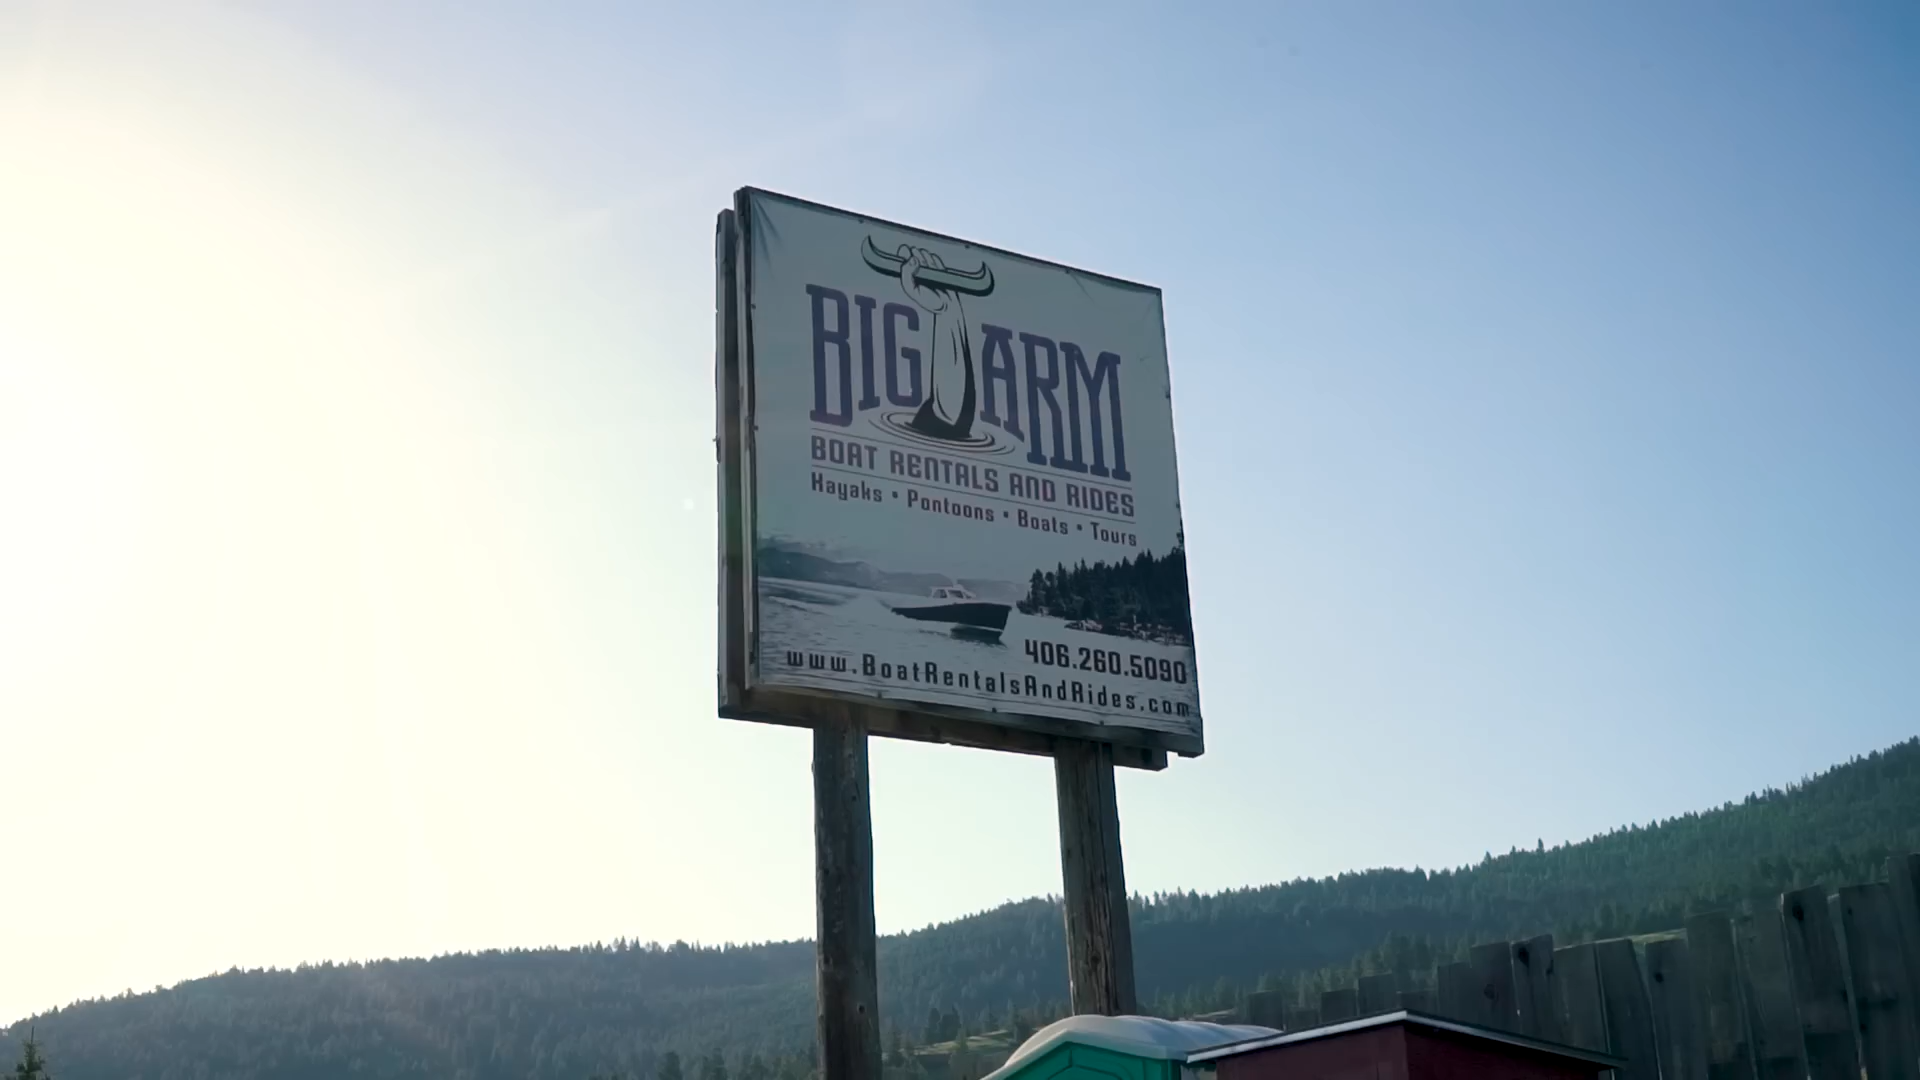 BIG ARM
BOAT RENTALS AND RIDES
Kayaks • Pontoons • Boats • Tours
406.260.5090
www.BoatRentalsAndRides.com